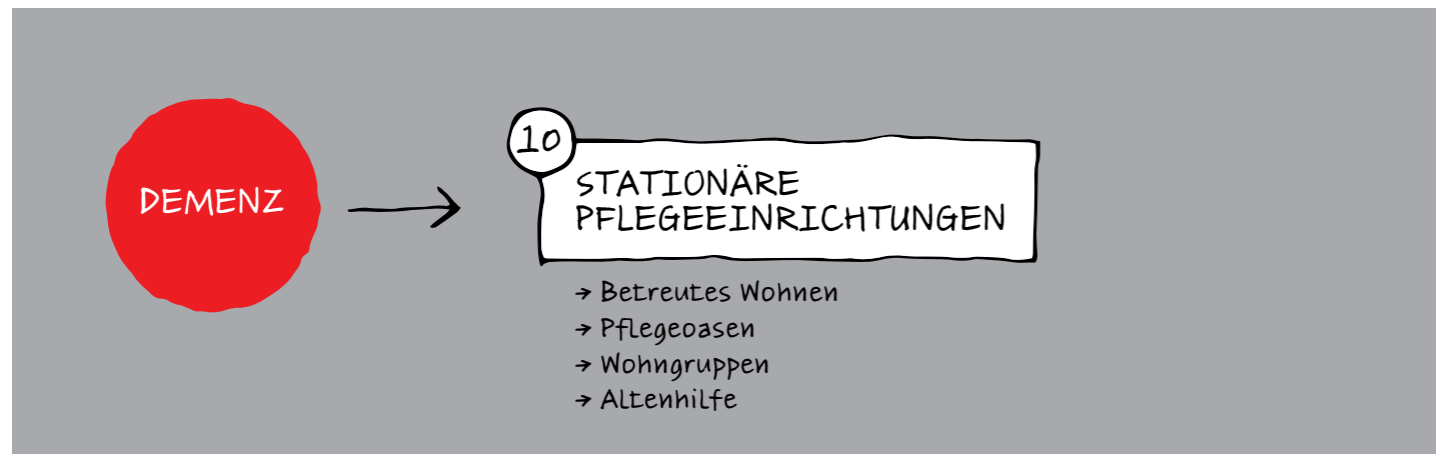 DEMENZ
10
STATIONÄRE
PFLEGEEINRICHTUNGEN
→ Betreutes Wohnen
→ Pflegeoasen
→ Wohngruppen
→ Altenhilfe